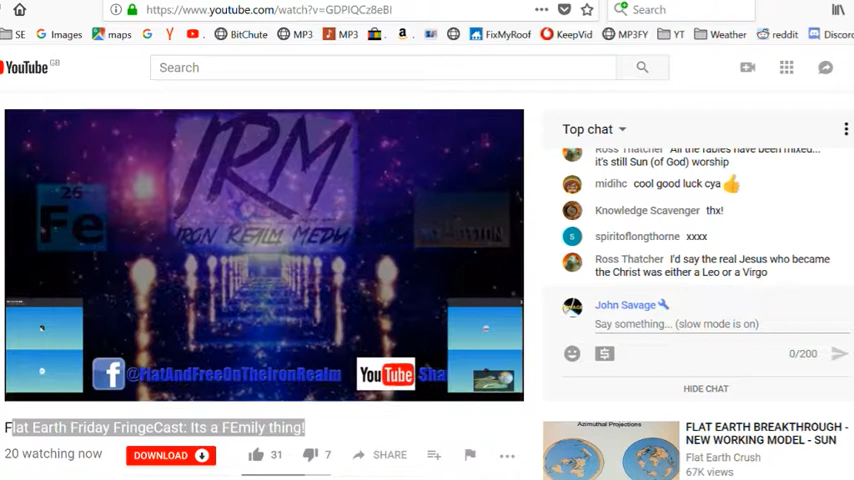 https://www.youtube.com/watch?v=GDPIQCz8eBI
Search
SE Images maps YT BitChute MP3 MP3 FixMyRoof KeepVid MP3FY YT Weather reddit Discord
YouTube GB
Search
IRM
IRON REALM MEDIA
26
Fe
@FlatAndFreeOnTheIronRealm
YouTube Sha
Flat Earth Friday FringeCast: Its a FEmily thing!
20 watching now
DOWNLOAD
31
7
SHARE
Top chat
Ross Thatcher All the fables have been mixed...
it's still Sun (of God) worship
midihc cool good luck cya
Knowledge Scavenger thx!
S spiritoflongthorne xxxx
Ross Thatcher I'd say the real Jesus who became
the Christ was either a Leo or a Virgo
John Savage
Say something... (slow mode is on)
0/200
HIDE CHAT
Azimuthal Projections
FLAT EARTH BREAKTHROUGH -
NEW WORKING MODEL - SUN
Flat Earth Crush
67K views